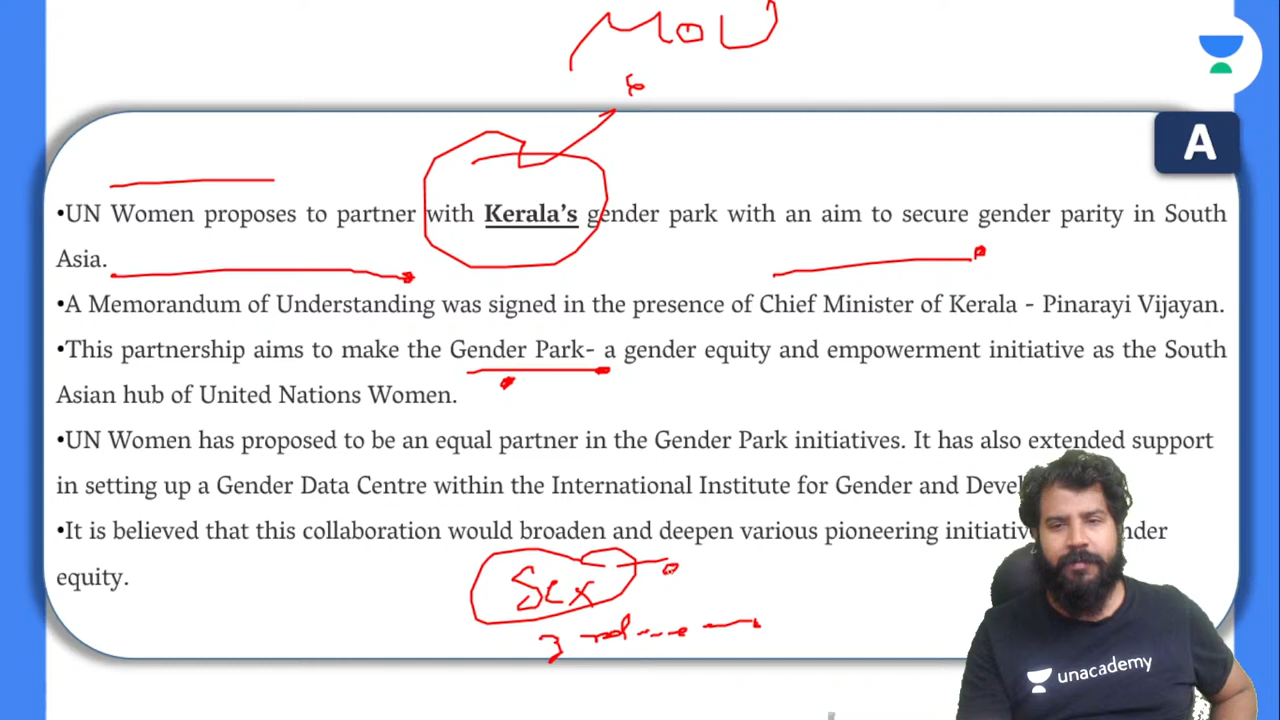 MOU
A
•UN Women proposes to partner with Kerala's gender park with an aim to secure gender parity in South
Asia.
•A Memorandum of Understanding was signed in the presence of Chief Minister of Kerala - Pinarayi Vijayan.
•This partnership aims to make the Gender Park- a gender equity and empowerment initiative as the South
Asian hub of United Nations Women.
•UN Women has proposed to be an equal partner in the Gender Park initiatives. It has also extended support
in setting up a Gender Data Centre within the International Institute for Gender and
•It is believed that this collaboration would broaden and deepen various pioneering
equity.
Sex
unacademy